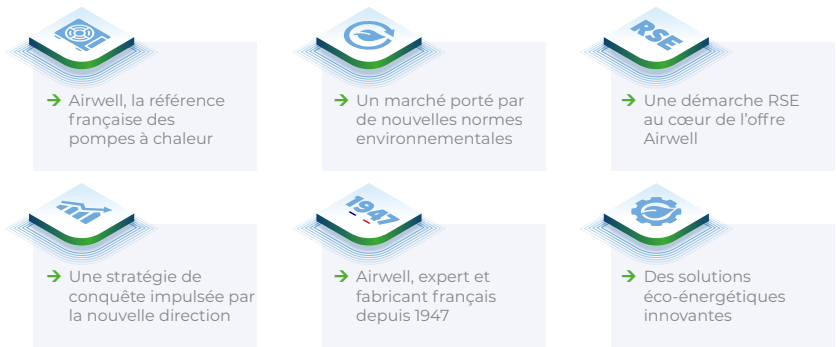 Airwell, la référence
française des
pompes à chaleur
Un marché porté par
de nouvelles normes
environnementales
RSE
Une démarche RSE
au cœur de l'offre
Airwell
Une stratégie de
conquête impulsée par
la nouvelle direction
1947
Airwell, expert et
fabricant français
depuis 1947
Des solutions
éco-énergétiques
innovantes